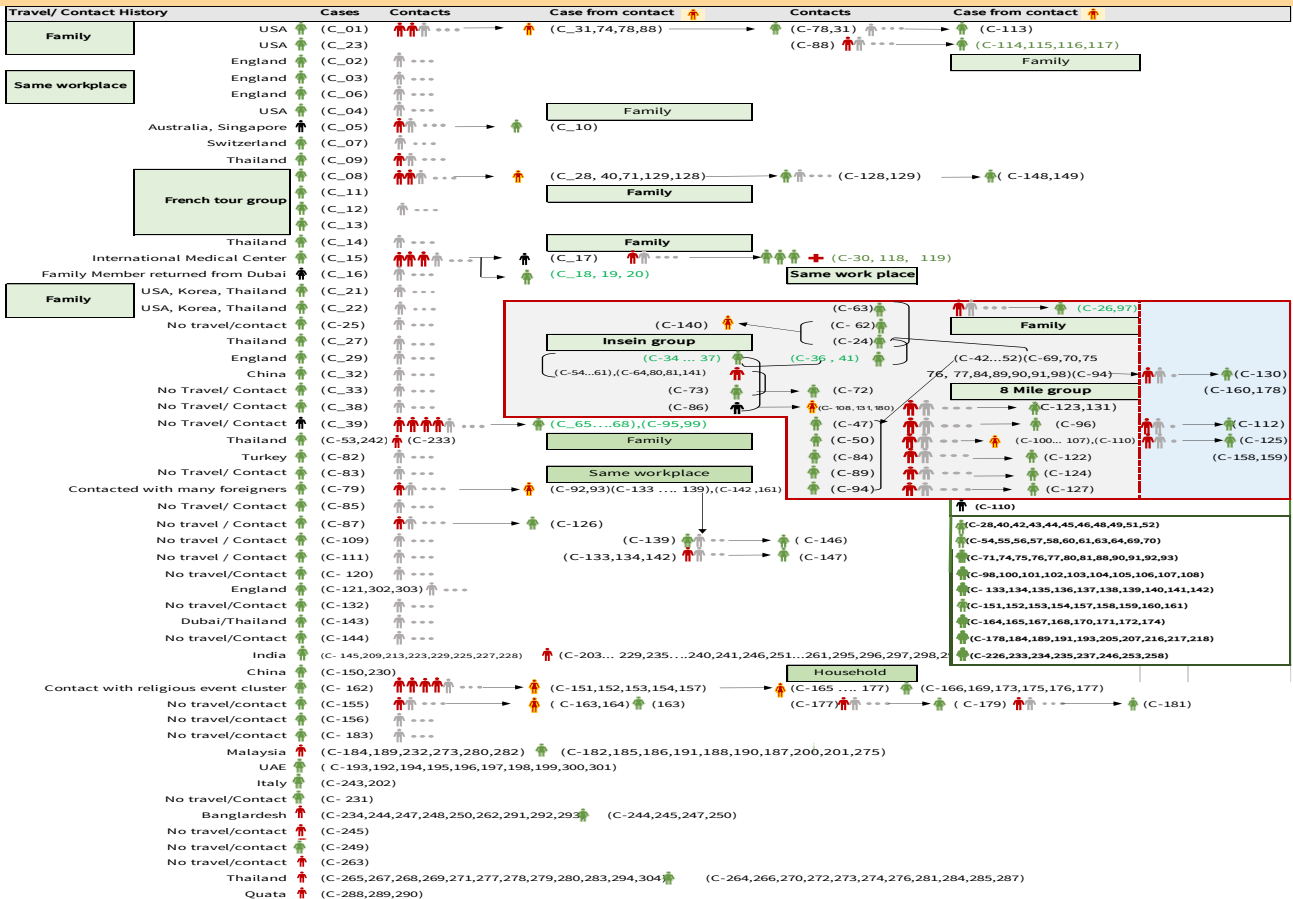 Travel/ Contact History Cases Contacts Case from contact Contacts Case from contact
Family
USA (C_01) (C_31,74,78,88) (C-78,31) (C-113)
USA (C_23) (C-88) (C-114,115,116,117)
England (C_02) Family
Same workplace
England (C_03)
England (C_06)
USA (C_04) Family
Australia, Singapore (C_05) (C_10)
Switzerland (C_07)
Thailand (C_09)
French tour group
(C_08) (C_28, 40,71,129,128) (C-128,129) ( C-148,149)
(C_11) Family
(C_12)
(C_13)
Thailand (C_14) Family
International Medical Center (C_15) (C_17) (C-30, 118, 119)
Family Member returned from Dubai (C_16) (C_18, 19, 20) Same work place
Family
USA, Korea, Thailand (C_21)
USA, Korea, Thailand (C_22) (C-63) (C-26,97)
No travel/contact (C-25) (C-140) (C- 62) Family
Thailand (C_27) Insein group (C-24)
England (C_29) (C-34 ... 37) (C-36 , 41) (C-42...52)(C-69,70,75
China (C_32) (C-54...61),(C-64,80,81,141) 76, 77,84,89,90,91,98)(C-94) (C-130)
No Travel/ Contact (C_33) (C-73) (C-72) 8 Mile group (C-160,178)
No Travel/ Contact (C_38) (C-86) (C-108,131,180) (C-123,131)
No Travel/ Contact (C_39) (C_65....68),(C-95,99) (C-47) (C-96) (C-112)
Thailand (C-53,242) (C-233) Family (C-50) (C-100... 107),(C-110) (C-125)
Turkey (C-82) (C-84) (C-122) (C-158,159)
No Travel/ Contact (C-83) Same workplace (C-89) (C-124)
Contacted with many foreigners (C-79) (C-92,93)(C-133 .... 139),(C-142 ,161) (C-94) (C-127)
No Travel/ Contact (C-85) (C-110)
No travel / Contact (C-87) (C-126) (C-28,40,42,43,44,45,46,48,49,51,52)
No travel / Contact (C-109) (C-139) ( C-146) (C-54,55,56,57,58,60,61,63,64,69,70)
No travel / Contact (C-111) (C-133,134,142) (C-147) (C-71,74,75,76,77,80,81,88,90,91,92,93)
No travel/Contact (C- 120) (C-98,100,101,102,103,104,105,106,107,108)
England (C-121,302,303) (C- 133,134,135,136,137,138,139,140,141,142)
No travel/Contact (C-132) (C-151,152,153,154,157,158,159,160,161)
Dubai/Thailand (C-143) (C-164,165,167,168,170,171,172,174)
No travel/Contact (C-144) (C-178,184,189,191,193,205,207,216,217,218)
India (C- 145,209,213,223,229,225,227,228) (C-203... 229,235....240,241,246,251...261,295,296,297,298,2 (C-226,233,234,235,237,246,253,258)
China (C-150,230) Household
Contact with religious event cluster (C- 162) (C-151,152,153,154,157) (C-165 .... 177) (C-166,169,173,175,176,177)
No travel/contact (C-155) ( C-163,164) (163) (C-177) ( C-179) (C-181)
No travel/contact (C-156)
No travel/contact (C- 183)
Malaysia (C-184,189,232,273,280,282) (C-182,185,186,191,188,190,187,200,201,275)
UAE ( C-193,192,194,195,196,197,198,199,300,301)
Italy (C-243,202)
No travel/Contact (C- 231)
Banglardesh (C-234,244,247,248,250,262,291,292,293 (C-244,245,247,250)
No travel/contact (C-245)
No travel/contact (C-249)
No travel/contact (C-263)
Thailand (C-265,267,268,269,271,277,278,279,280,283,294,304) (C-264,266,270,272,273,274,276,281,284,285,287)
Quata (C-288,289,290)